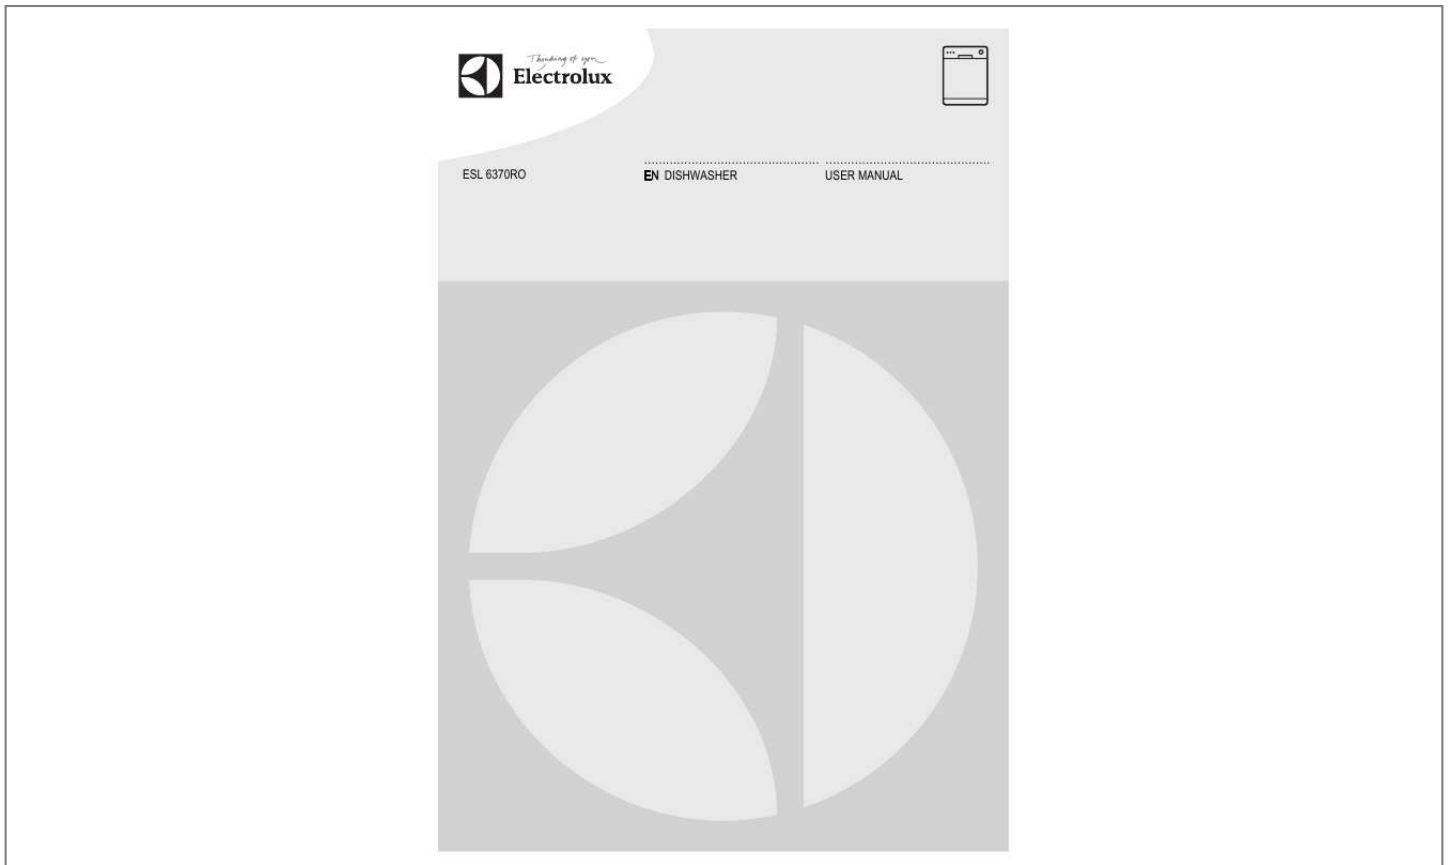 Thinking of you
Electrolux
ESL 6370RO
EN DISHWASHER
USER MANUAL